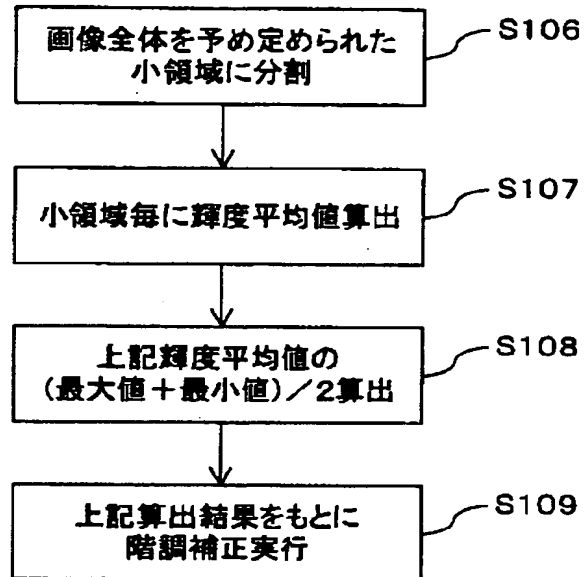 画像全体を予め定められた
小領域に分割
S106
小領域毎に輝度平均値算出
S107
上記輝度平均値の
(最大値+最小値)/2算出
S108
上記算出結果をもとに
階調補正実行
S109